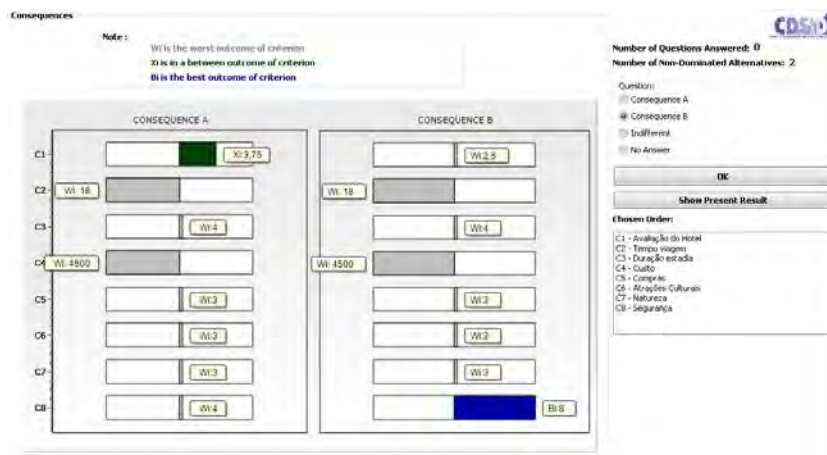 Consequences
CDSID
Note :
Wi is the worst outcome of criterion
Xi is in a between outcome of criterion
Bi is the best outcome of criterion
Number of Questions Answered: 0
Number of Non-Dominated Alternatives: 2
Question:
Consequence A
Consequence B
Indifferent
No Answer
OK
Show Present Result
Chosen Order:
C1 - Avaliação do Hotel
C2 - Tempo viagem
C3 - Duração estadia
C4 - Custo
C5 - Compras
C6 - Atrações Culturais
C7 - Natureza
C8 - Segurança
CONSEQUENCE A
CONSEQUENCE B
C1 Xi:3,75 Wi:2,5
C2 Wi: 18 Wi: 18
C3 Wi:4 Wi:4
C4 Wi: 4500 Wi: 4500
C5 Wi:3 Wi:3
C6 Wi:3 Wi:3
C7 Wi:3 Wi:3
C8 Wi:4 Bi:8